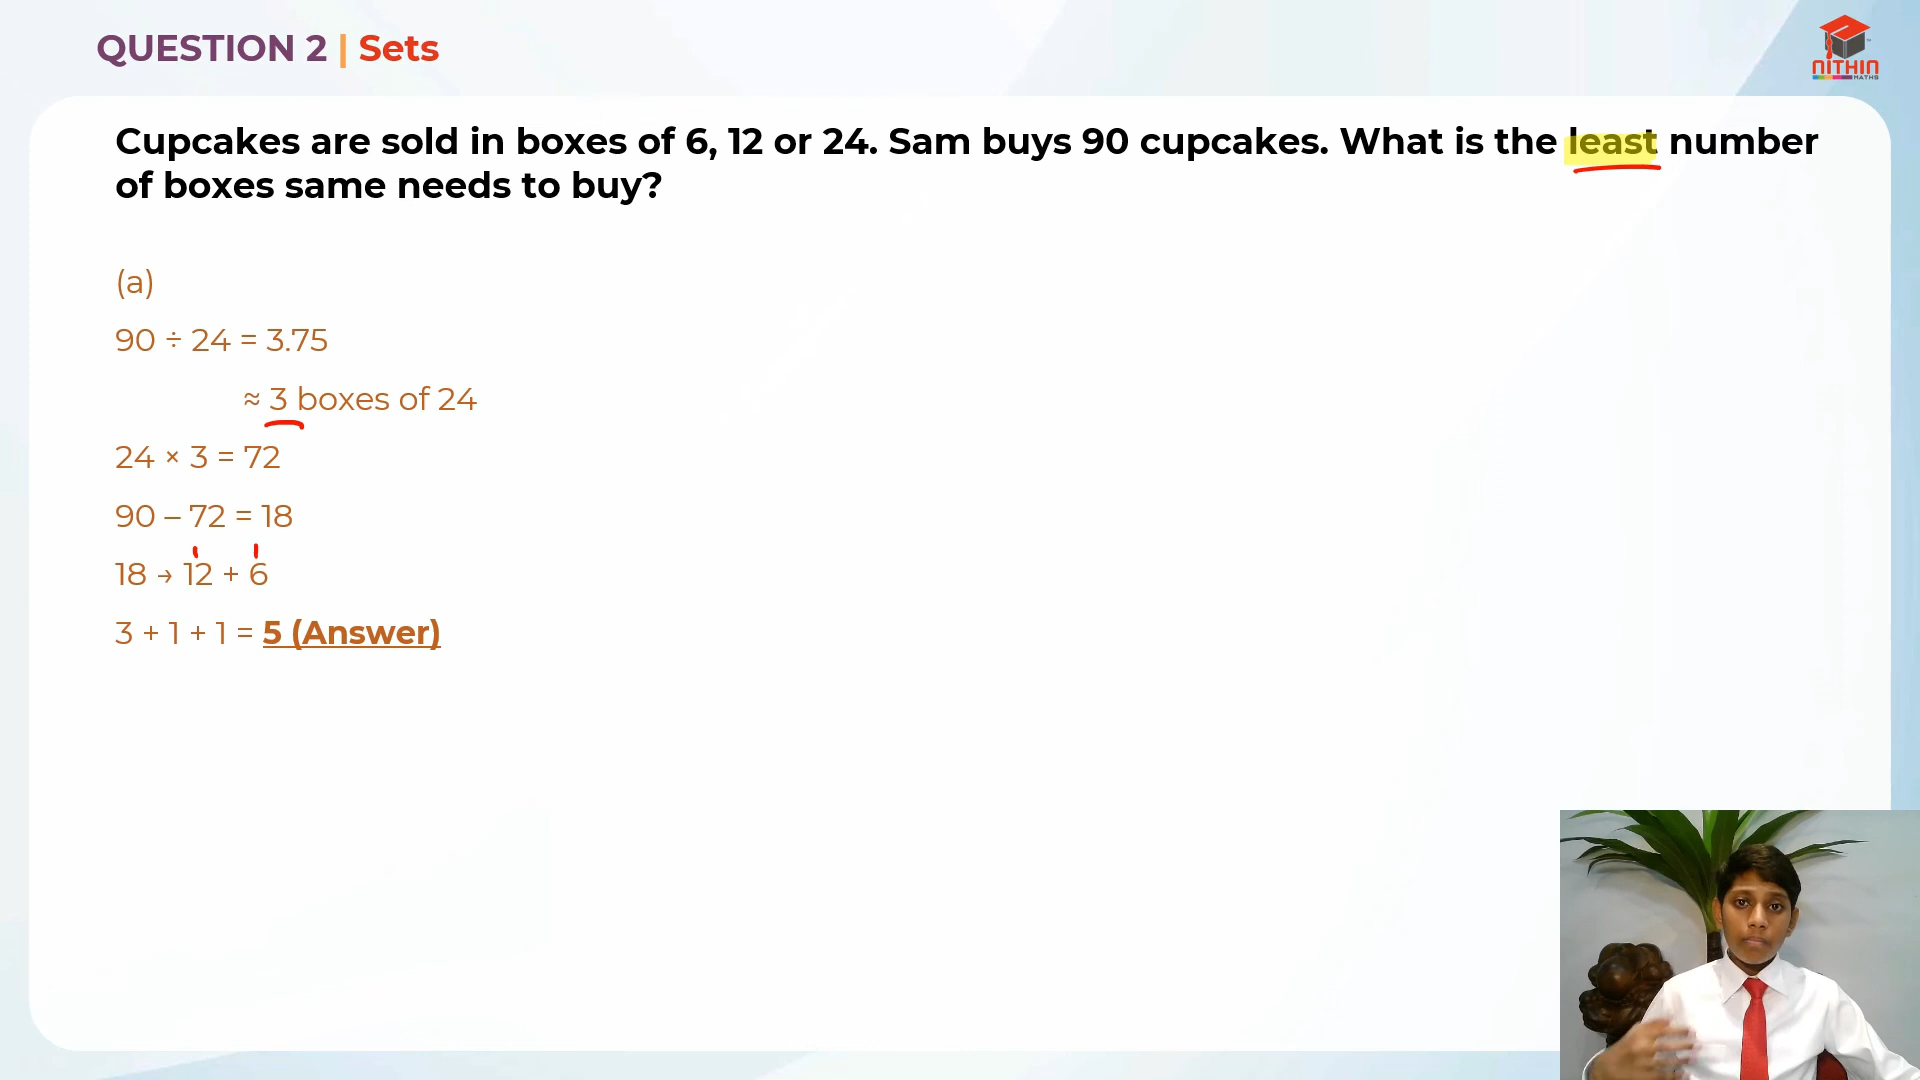 QUESTION 2 | Sets
NITHIN
MATHS
Cupcakes are sold in boxes of 6, 12 or 24. Sam buys 90 cupcakes. What is the least number
of boxes same needs to buy?
(a)
90 ÷ 24 = 3.75
≈ 3 boxes of 24
24 × 3 = 72
90 – 72 = 18
18 → 12 + 6
3 + 1 + 1 = 5 (Answer)